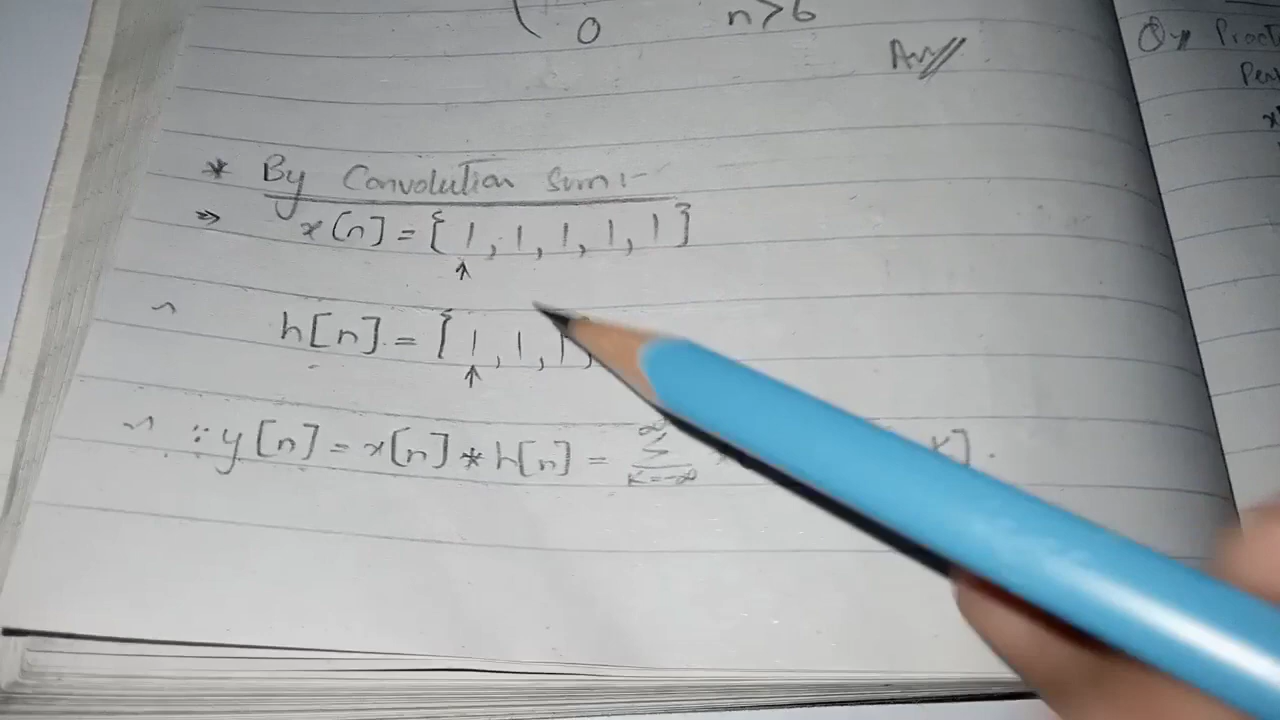 0 n>6
Ans
* By Convolution Sum:-
⇒ x[n] = {1, 1, 1, 1, 1}
↑
h[n] = {1, 1, 1}
↑
∵ y[n] = x[n] * h[n] = ∑ K].
∞
K=-∞
Q